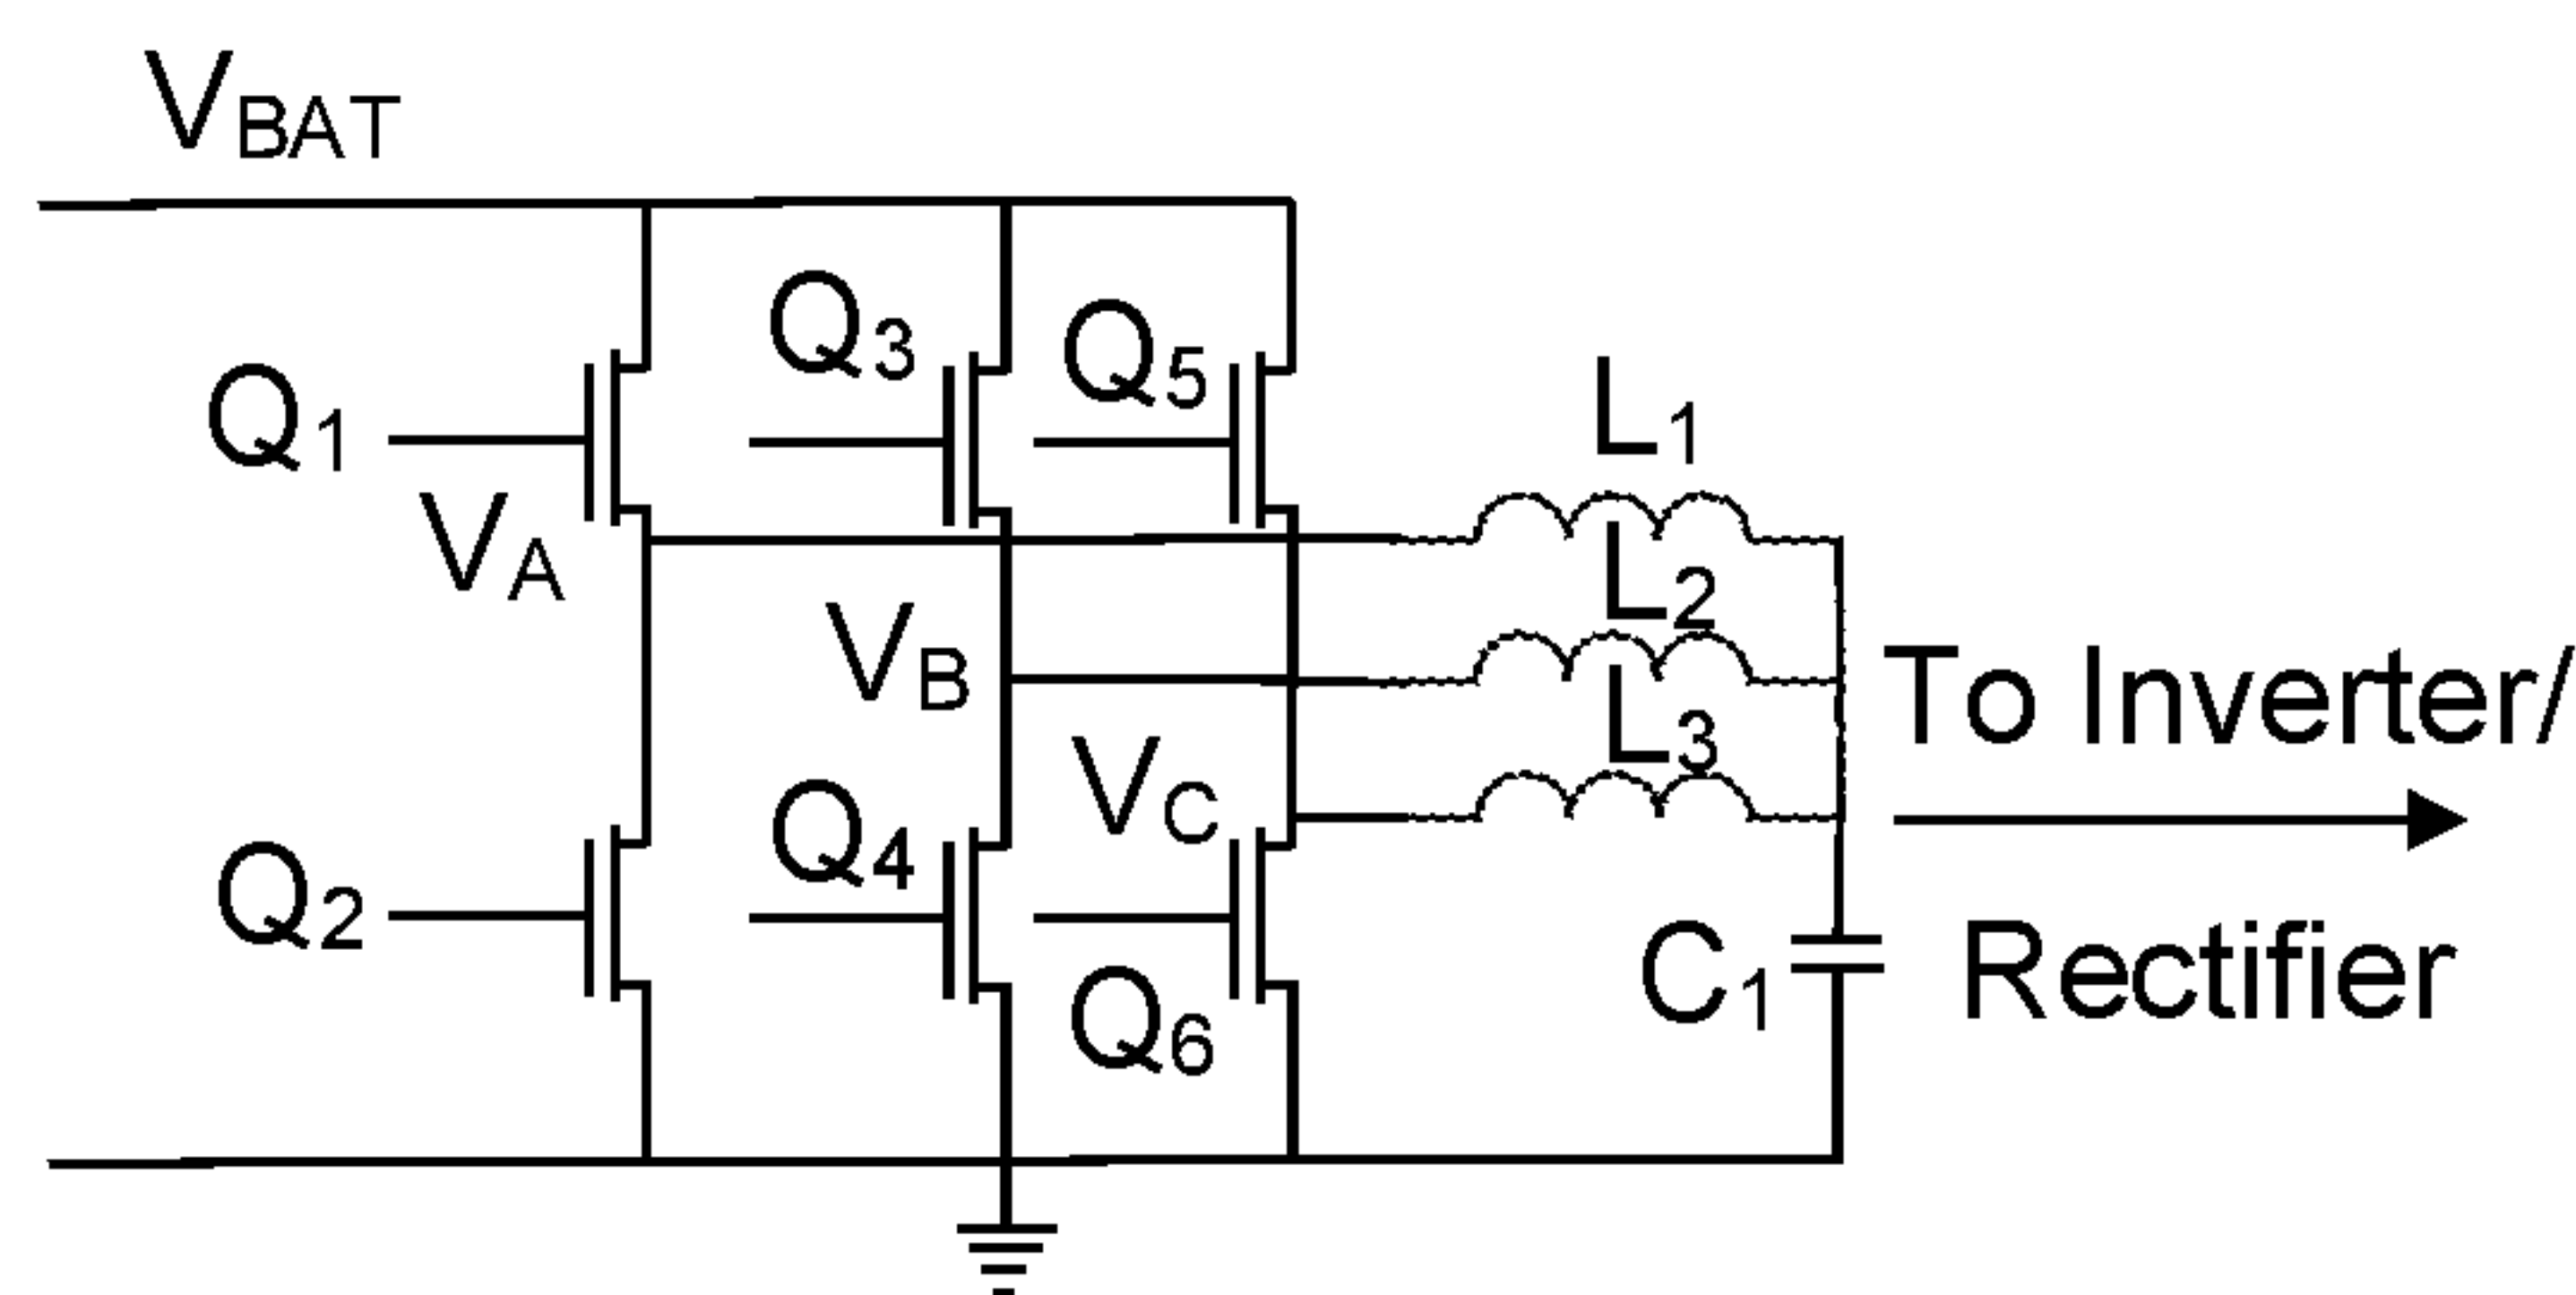 VBAT
Q1
Q3
Q5
L1
VA
L2
VB
L3
VC
To Inverter/
Rectifier
Q2
Q4
Q6
C1